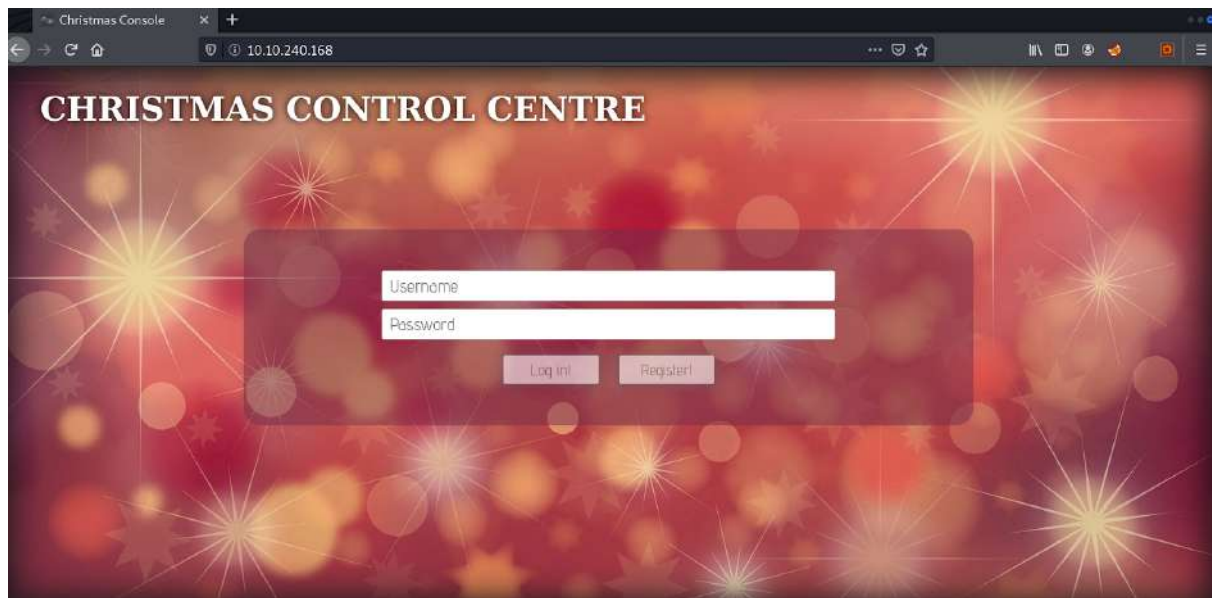 Christmas Console
10.10.240.168
CHRISTMAS CONTROL CENTRE
Username
Password
Log in!
Register!